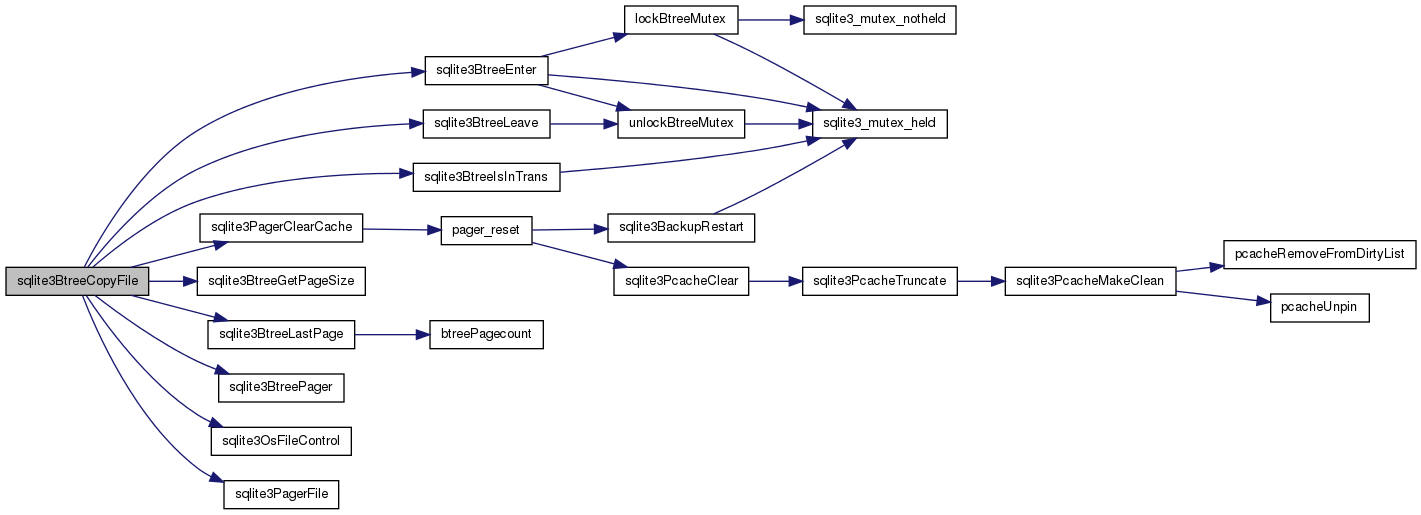 lockBtreeMutex
sqlite3_mutex_notheld
sqlite3BtreeEnter
sqlite3BtreeLeave
unlockBtreeMutex
sqlite3_mutex_held
sqlite3BtreeIsInTrans
sqlite3PagerClearCache
pager_reset
sqlite3BackupRestart
pcacheRemoveFromDirtyList
sqlite3BtreeCopyFile
sqlite3BtreeGetPageSize
sqlite3PcacheClear
sqlite3PcacheTruncate
sqlite3PcacheMakeClean
pcacheUnpin
sqlite3BtreeLastPage
btreePagecount
sqlite3BtreePager
sqlite3OsFileControl
sqlite3PagerFile